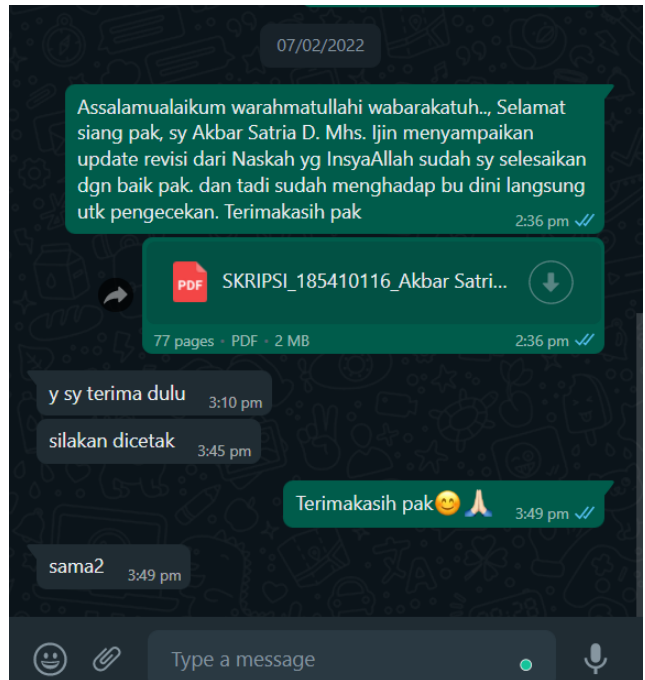 07/02/2022
Assalamualaikum warahmatullahi wabarakatuh.., Selamat
siang pak, sy Akbar Satria D. Mhs. Ijin menyampaikan
update revisi dari Naskah yg InsyaAllah sudah sy selesaikan
dgn baik pak. dan tadi sudah menghadap bu dini langsung
utk pengecekan. Terimakasih pak
2:36 pm
PDF
SKRIPSI_185410116_Akbar Satri...
77 pages • PDF • 2 MB
2:36 pm
y sy terima dulu
3:10 pm
silakan dicetak
3:45 pm
Terimakasih pak😊🙏🏻
3:49 pm
sama2
3:49 pm
Type a message